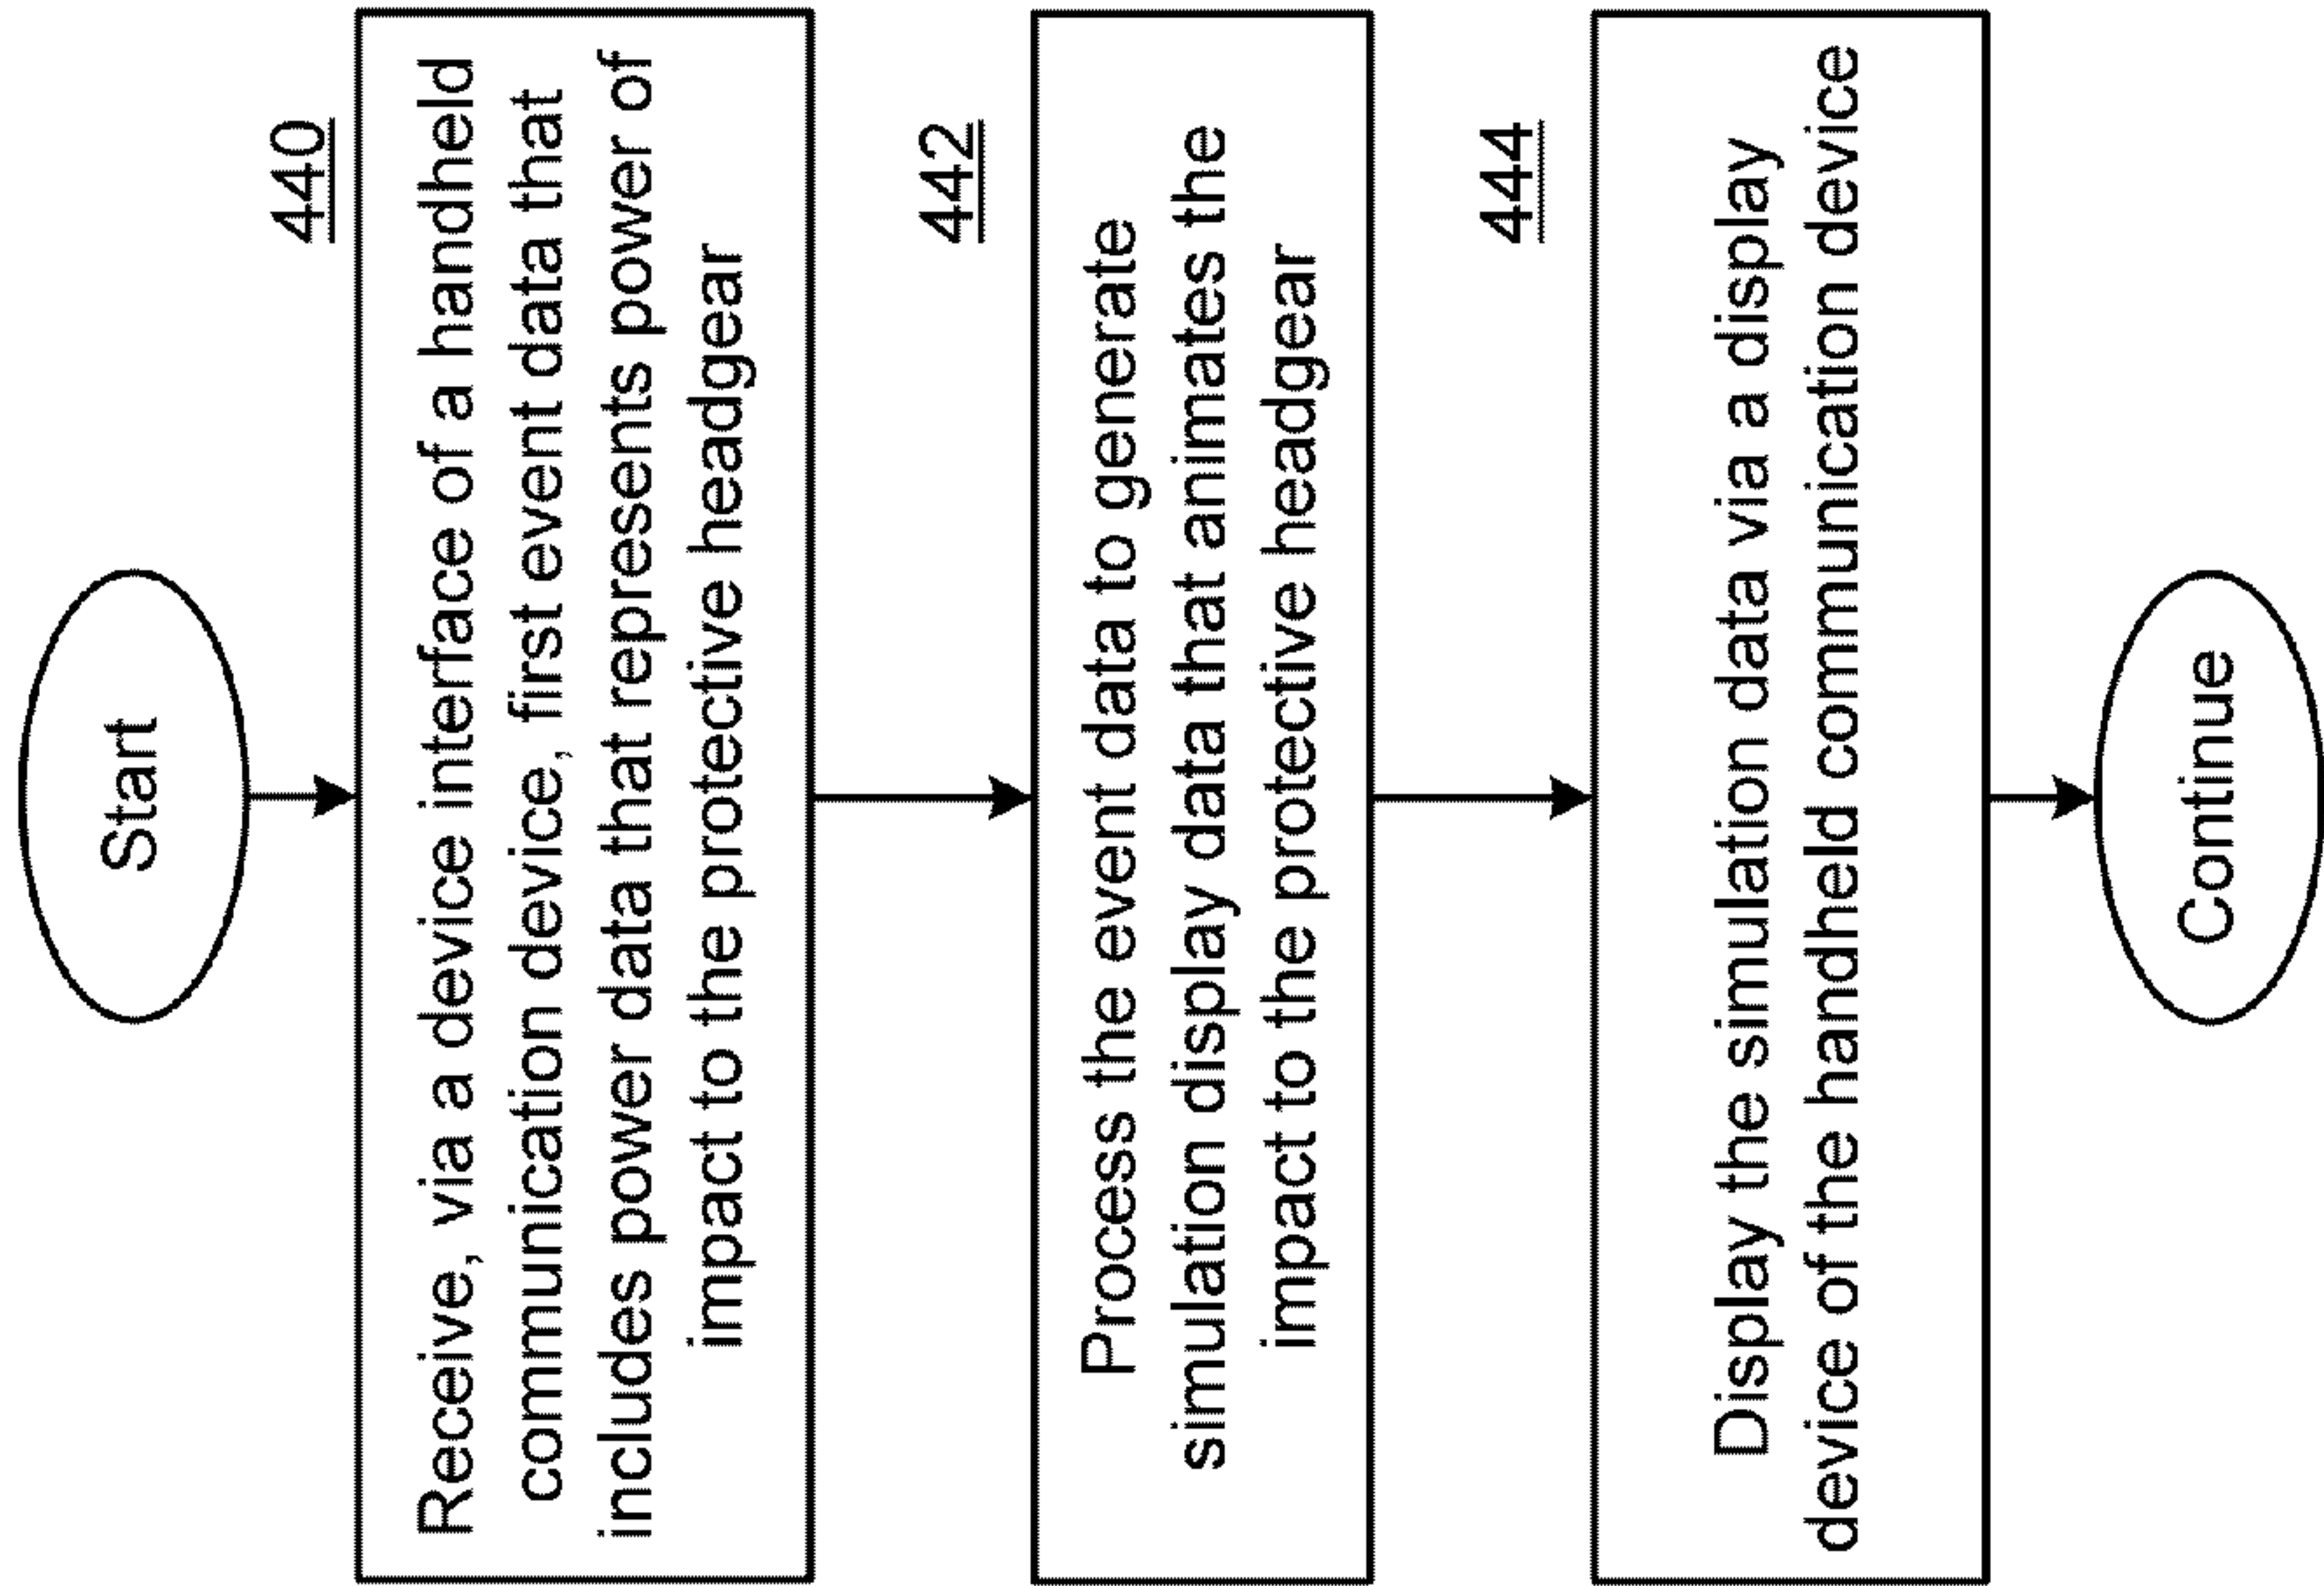 Start
440
Receive, via a device interface of a handheld
communication device, first event data that
includes power data that represents power of
impact to the protective headgear
442
Process the event data to generate
simulation display data that animates the
impact to the protective headgear
444
Display the simulation data via a display
device of the handheld communication device
Continue